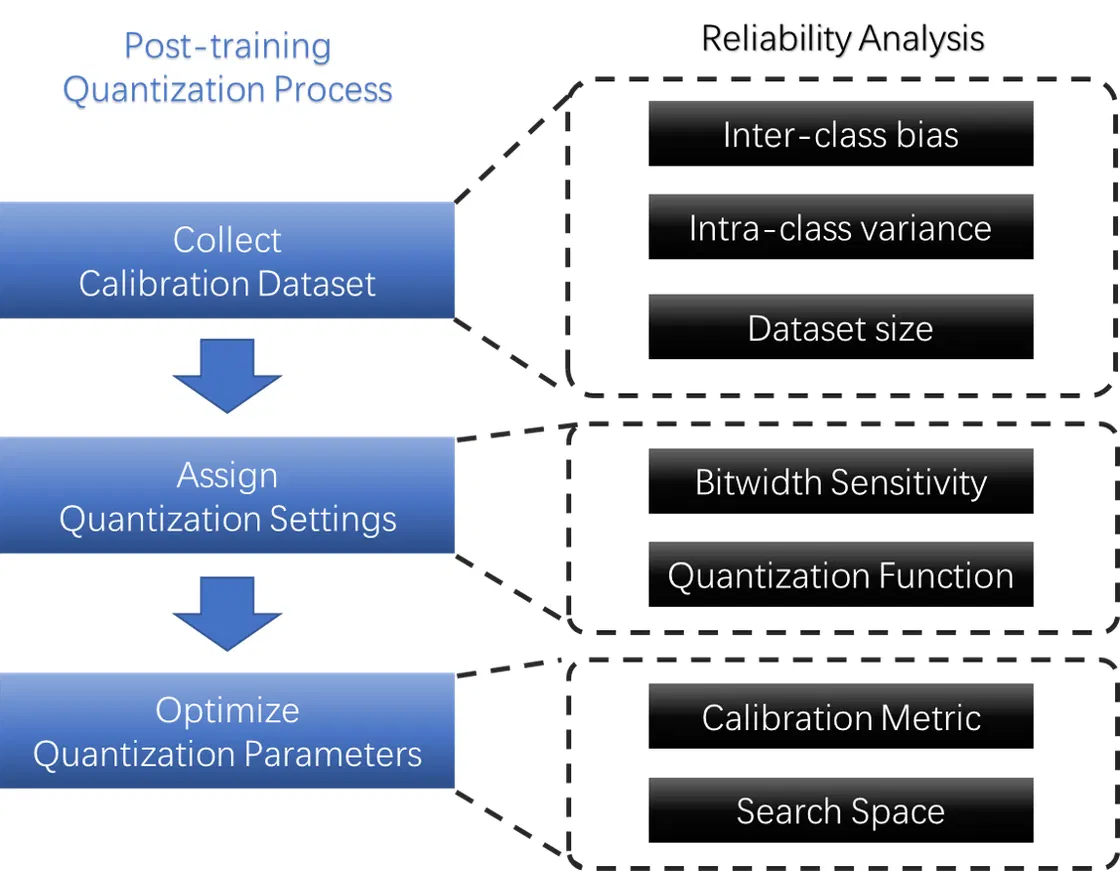 Post-training
Quantization Process
Reliability Analysis
Collect
Calibration Dataset
Inter-class bias
Intra-class variance
Dataset size
Assign
Quantization Settings
Bitwidth Sensitivity
Quantization Function
Optimize
Quantization Parameters
Calibration Metric
Search Space